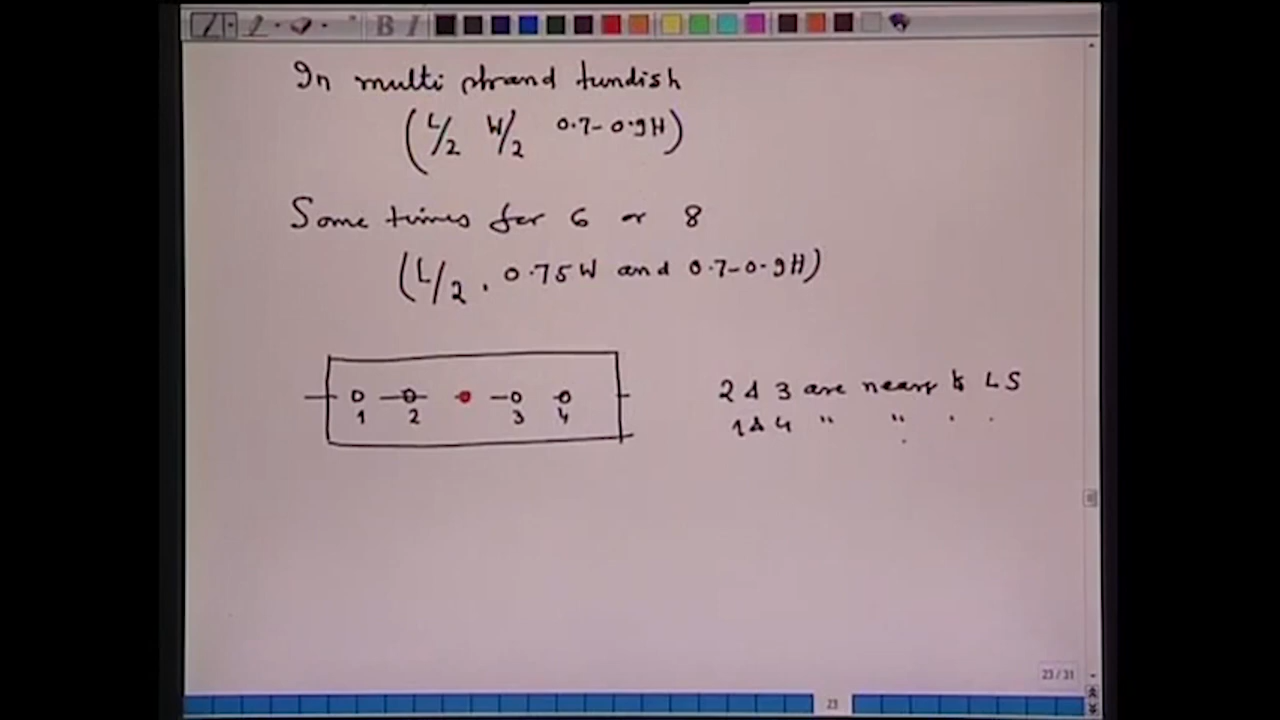 In multi strand tundish
(L/2 W/2 0.7-0.9H)
Some times for 6 or 8
(L/2, 0.75W and 0.7-0.9H)
1 2 3 4
2 & 3 are near to LS
1 & 4 " " . .
B I
23/31
23